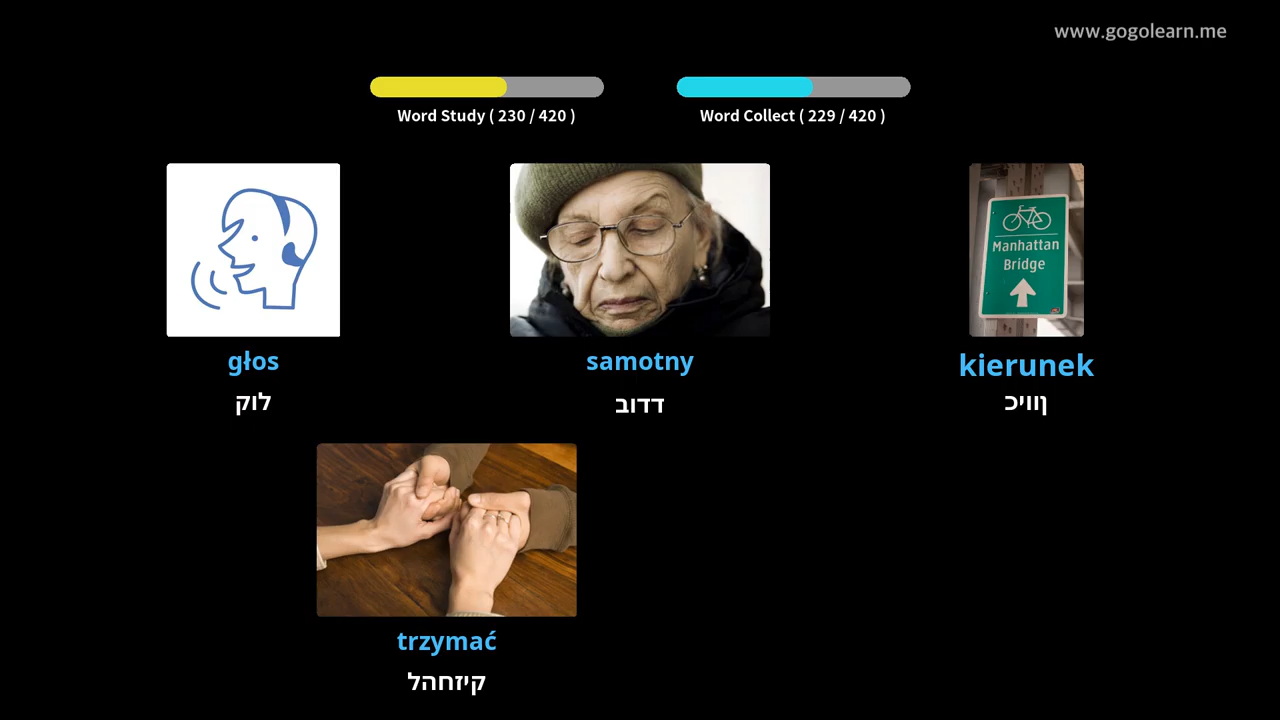 www.gogolearn.me
Word Study ( 230 / 420 )
Word Collect ( 229 / 420 )
Manhattan
Bridge
głos
לוק
samotny
דדוב
kierunek
ןוויכ
trzymać
קיזחהל